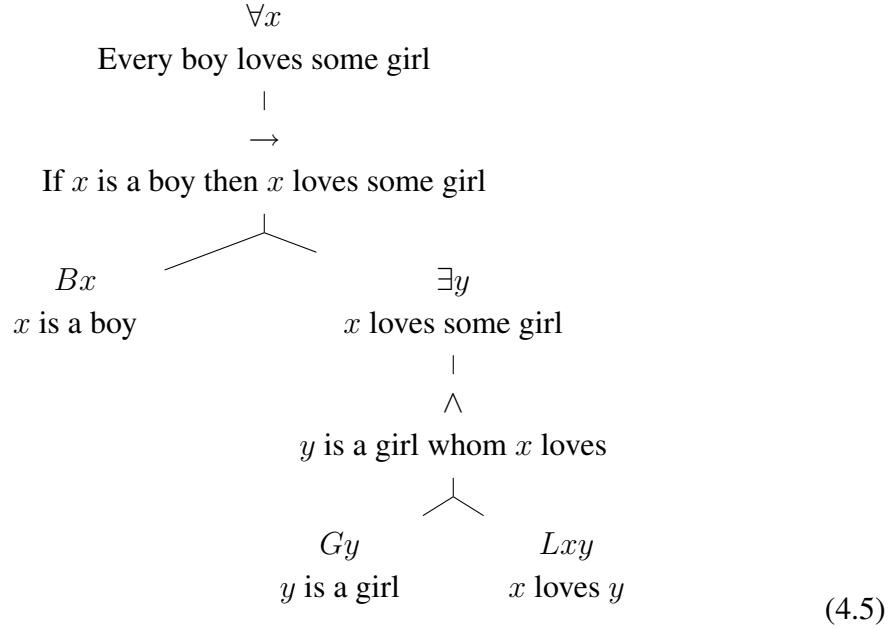 ∀x
Every boy loves some girl
→
If x is a boy then x loves some girl
Bx ∃y
x is a boy x loves some girl
∧
y is a girl whom x loves
Gy Lxy
y is a girl x loves y
(4.5)